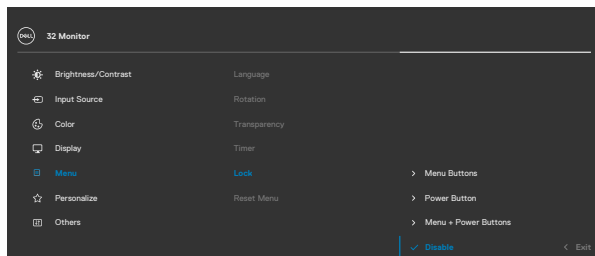 DELL 32 Monitor
Brightness/Contrast Language
Input Source Rotation
Color Transparency
Display Timer
Menu Lock Menu Buttons
Personalize Reset Menu Power Button
Others Menu + Power Buttons
Disable Exit